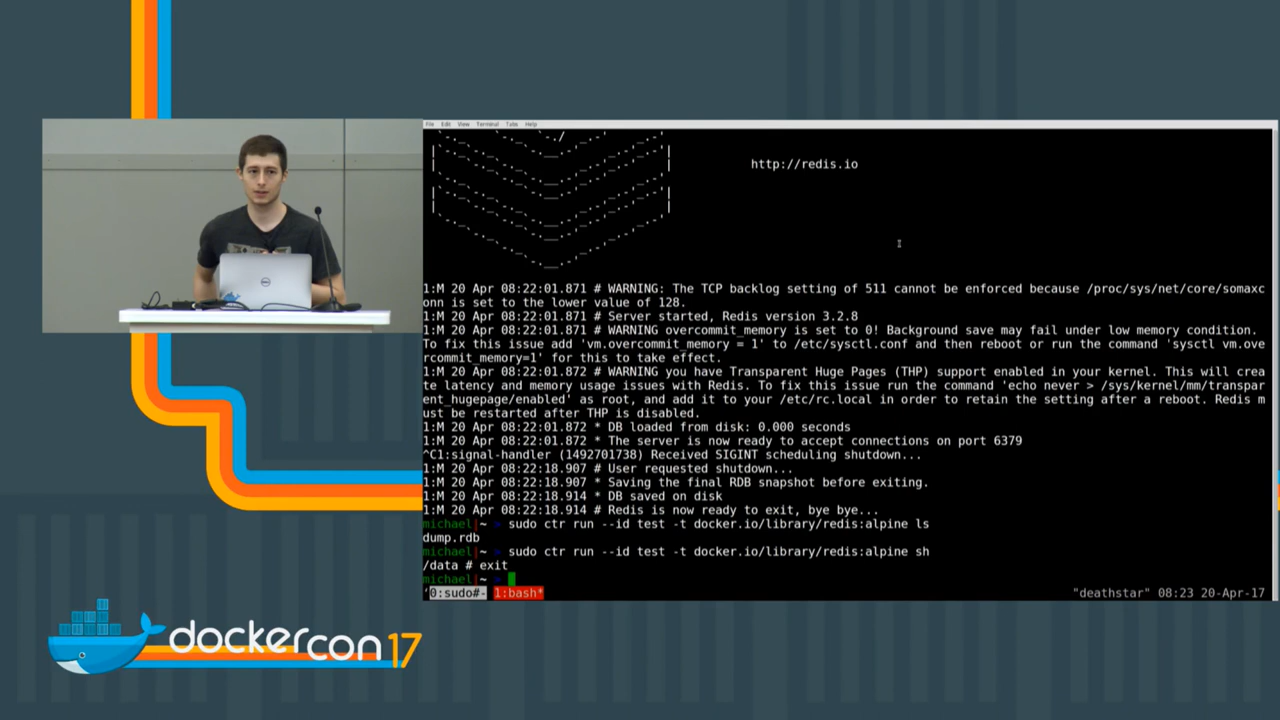 File Edit View Terminal Tabs Help
http://redis.io
1:M 20 Apr 08:22:01.871 # WARNING: The TCP backlog setting of 511 cannot be enforced because /proc/sys/net/core/somaxc
onn is set to the lower value of 128.
1:M 20 Apr 08:22:01.871 # Server started, Redis version 3.2.8
1:M 20 Apr 08:22:01.871 # WARNING overcommit_memory is set to 0! Background save may fail under low memory condition.
To fix this issue add 'vm.overcommit_memory = 1' to /etc/sysctl.conf and then reboot or run the command 'sysctl vm.ove
rcommit_memory=1' for this to take effect.
1:M 20 Apr 08:22:01.872 # WARNING you have Transparent Huge Pages (THP) support enabled in your kernel. This will crea
te latency and memory usage issues with Redis. To fix this issue run the command 'echo never > /sys/kernel/mm/transpar
ent_hugepage/enabled' as root, and add it to your /etc/rc.local in order to retain the setting after a reboot. Redis m
ust be restarted after THP is disabled.
1:M 20 Apr 08:22:01.872 * DB loaded from disk: 0.000 seconds
1:M 20 Apr 08:22:01.872 * The server is now ready to accept connections on port 6379
^C1:signal-handler (1492701738) Received SIGINT scheduling shutdown...
1:M 20 Apr 08:22:18.907 # User requested shutdown...
1:M 20 Apr 08:22:18.907 * Saving the final RDB snapshot before exiting.
1:M 20 Apr 08:22:18.914 * DB saved on disk
1:M 20 Apr 08:22:18.914 # Redis is now ready to exit, bye bye...
michael|~ > sudo ctr run --id test -t docker.io/library/redis:alpine ls
dump.rdb
michael|~ > sudo ctr run --id test -t docker.io/library/redis:alpine sh
/data # exit
michael|~ >
0:sudo#- 1:bash* "deathstar" 08:23 20-Apr-17
dockercon 17
DELL